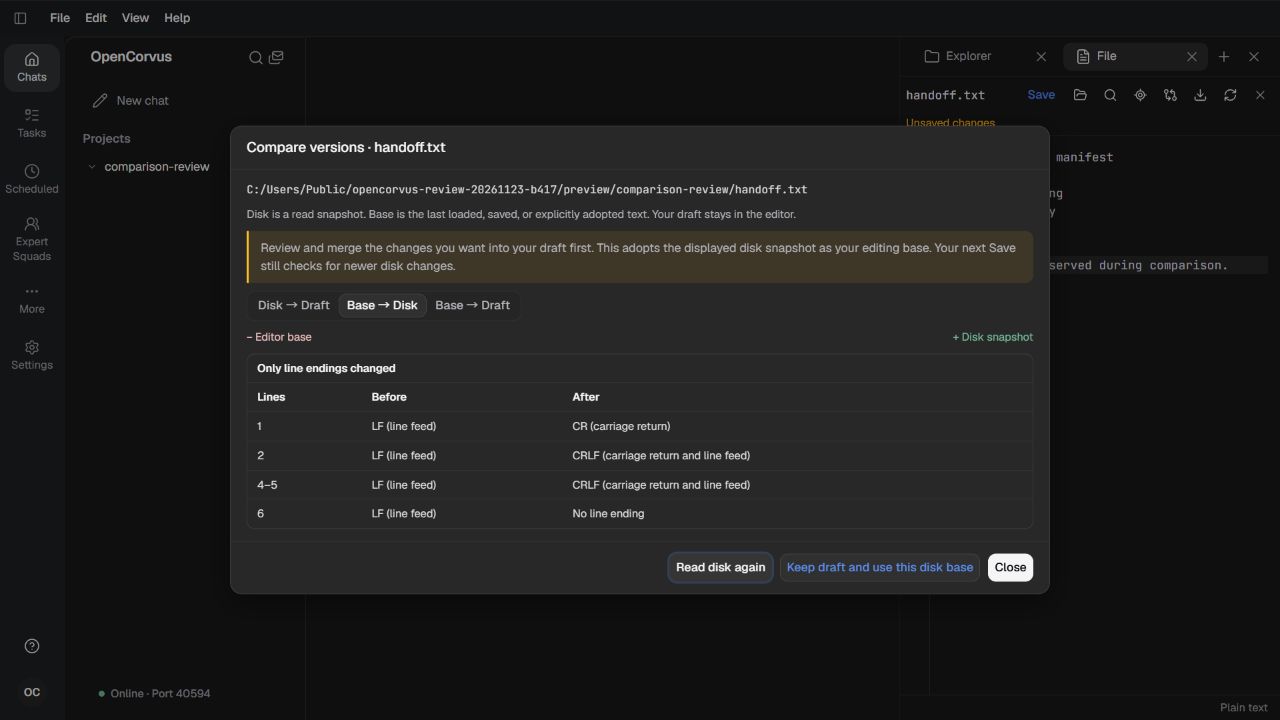 File Edit View Help
OpenCorvus
Chats
Tasks
Scheduled
Expert
Squads
More
Settings
OC
New chat
Projects
comparison-review
Online · Port 40594
Explorer
File
handoff.txt
Save
Unsaved changes
manifest
served during comparison.
Plain text
Compare versions · handoff.txt
C:/Users/Public/opencorvus-review-20261123-b417/preview/comparison-review/handoff.txt
Disk is a read snapshot. Base is the last loaded, saved, or explicitly adopted text. Your draft stays in the editor.
Review and merge the changes you want into your draft first. This adopts the displayed disk snapshot as your editing base. Your next Save
still checks for newer disk changes.
Disk → Draft Base → Disk Base → Draft
− Editor base + Disk snapshot
Only line endings changed
Lines Before After
1 LF (line feed) CR (carriage return)
2 LF (line feed) CRLF (carriage return and line feed)
4–5 LF (line feed) CRLF (carriage return and line feed)
6 LF (line feed) No line ending
Read disk again Keep draft and use this disk base Close